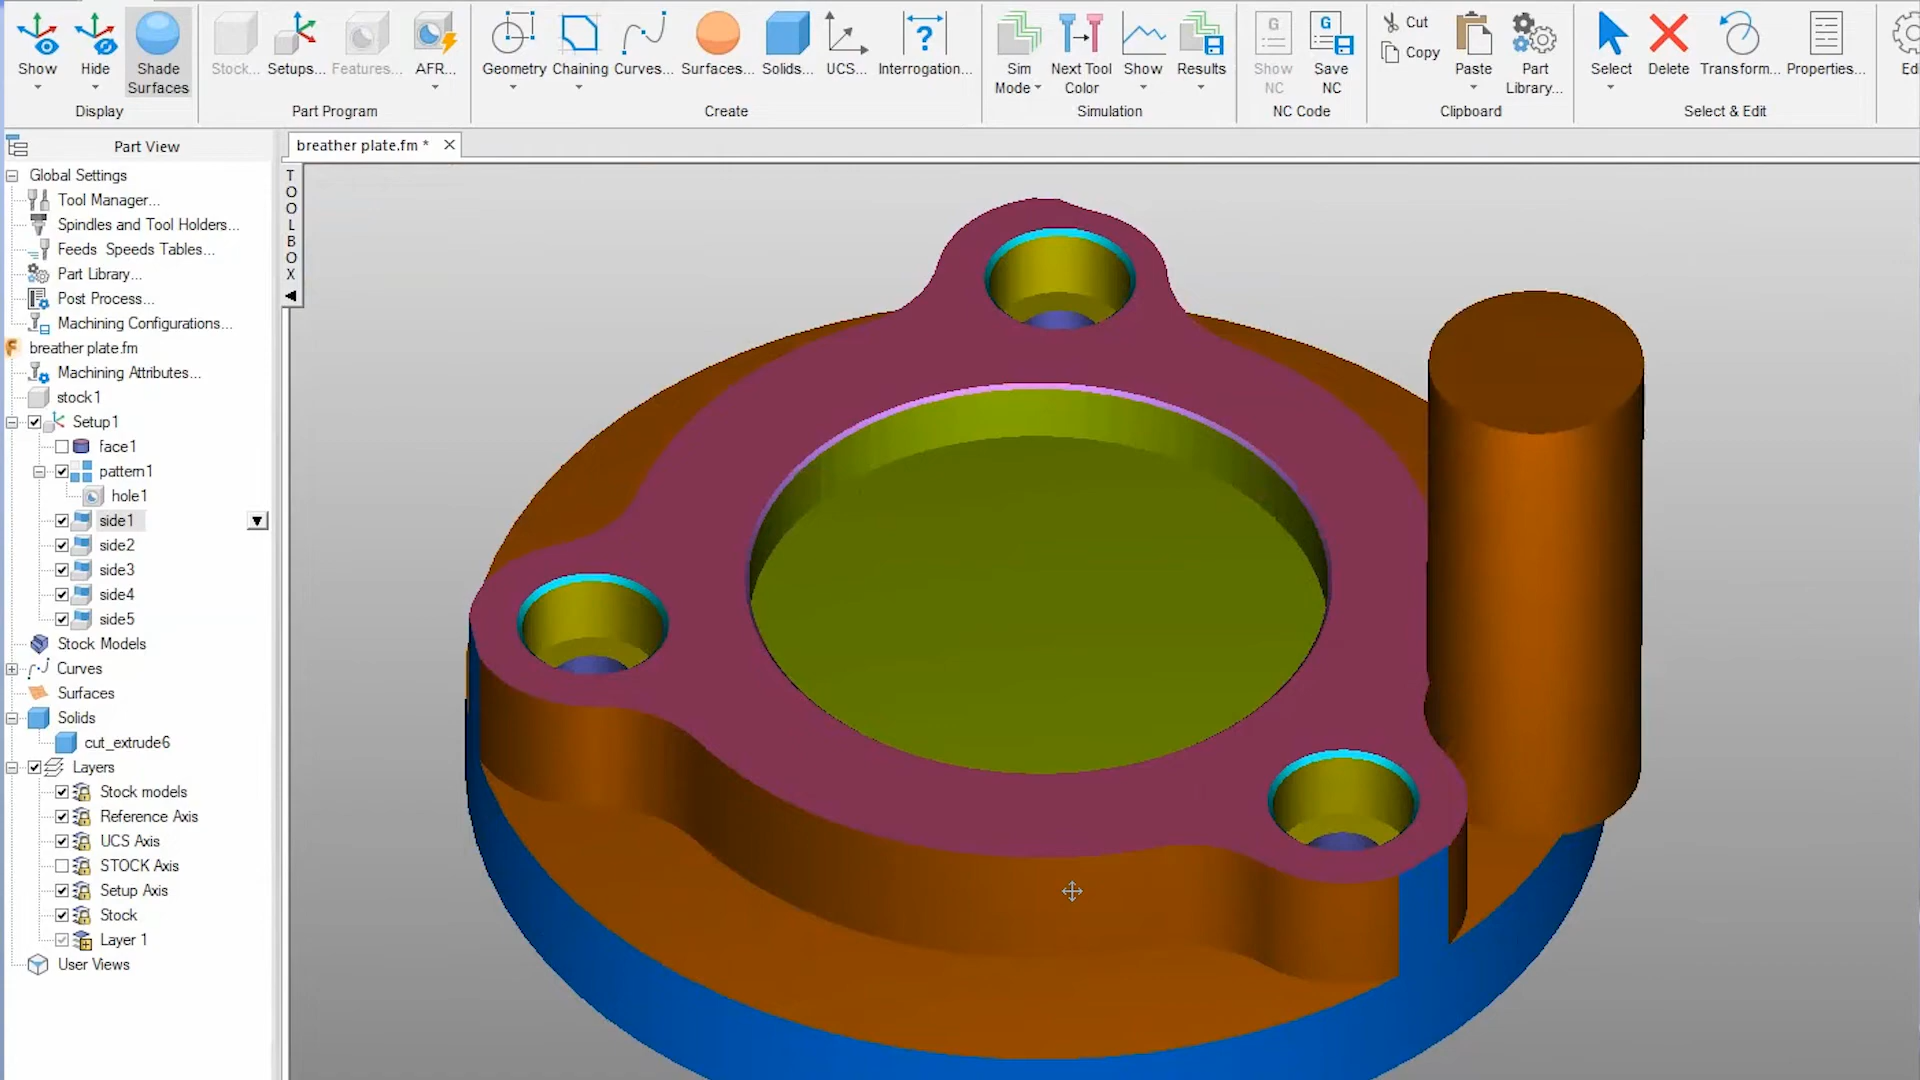 Show
Hide
Shade
Surfaces
Display
Stock...
Setups...
Features...
AFR...
Part Program
Geometry
Chaining
Curves...
Surfaces...
Solids...
UCS...
Interrogation...
Create
Sim
Mode
Next Tool
Color
Show
Results
Simulation
G
Show
NC
G
Save
NC
NC Code
Cut
Copy
Paste
Part
Library...
Clipboard
Select
Delete
Transform...
Properties...
Select & Edit
Part View
breather plate.fm *
TOOLBOX
Global Settings
Tool Manager...
Spindles and Tool Holders...
Feeds Speeds Tables...
Part Library...
Post Process...
Machining Configurations...
breather plate.fm
Machining Attributes...
stock1
Setup1
face1
pattern1
hole1
side1
side2
side3
side4
side5
Stock Models
Curves
Surfaces
Solids
cut_extrude6
Layers
Stock models
Reference Axis
UCS Axis
STOCK Axis
Setup Axis
Stock
Layer 1
User Views